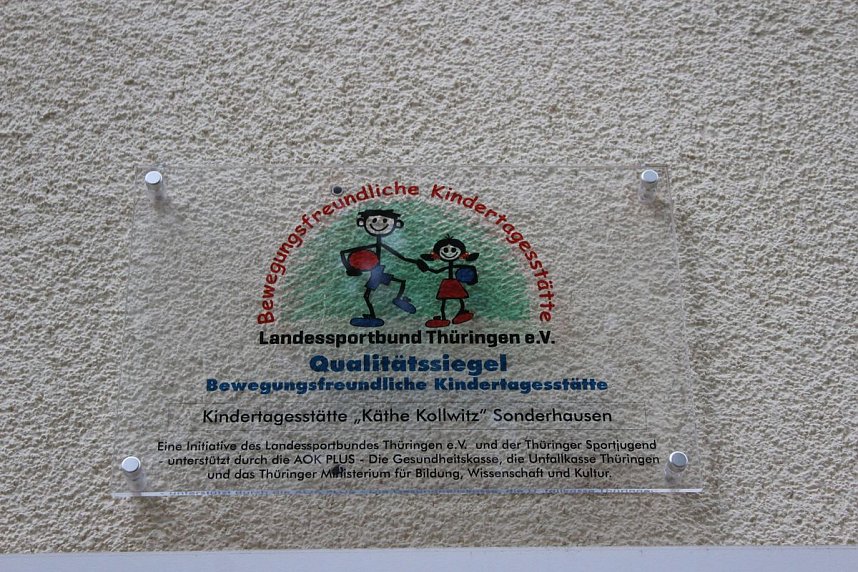 Bewegungsfreundliche Kindertagesstätte
Landessportbund Thüringen e.V.
Qualitätssiegel
Bewegungsfreundliche Kindertagesstätte
Kindertagesstätte „Käthe Kollwitz" Sonderhausen
Eine Initiative des Landessportbundes Thüringen e.V. und der Thüringer Sportjugend
unterstützt durch die AOK PLUS - Die Gesundheitskasse, die Unfallkasse Thüringen
und das Thüringer Ministerium für Bildung, Wissenschaft und Kultur.